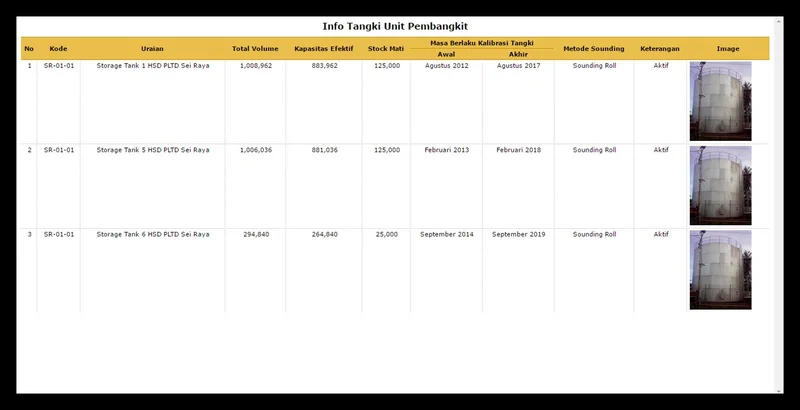 Info Tangki Unit Pembangkit
No Kode Uraian Total Volume Kapasitas Efektif Stock Mati Masa Berlaku Kalibrasi Tangki Metode Sounding Keterangan Image
Awal Akhir
1 SR-01-01 Storage Tank 1 HSD PLTD Sei Raya 1,008,962 883,962 125,000 Agustus 2012 Agustus 2017 Sounding Roll Aktif
2 SR-01-01 Storage Tank 5 HSD PLTD Sei Raya 1,006,036 881,036 125,000 Februari 2013 Februari 2018 Sounding Roll Aktif
3 SR-01-01 Storage Tank 6 HSD PLTD Sei Raya 294,840 264,840 25,000 September 2014 September 2019 Sounding Roll Aktif